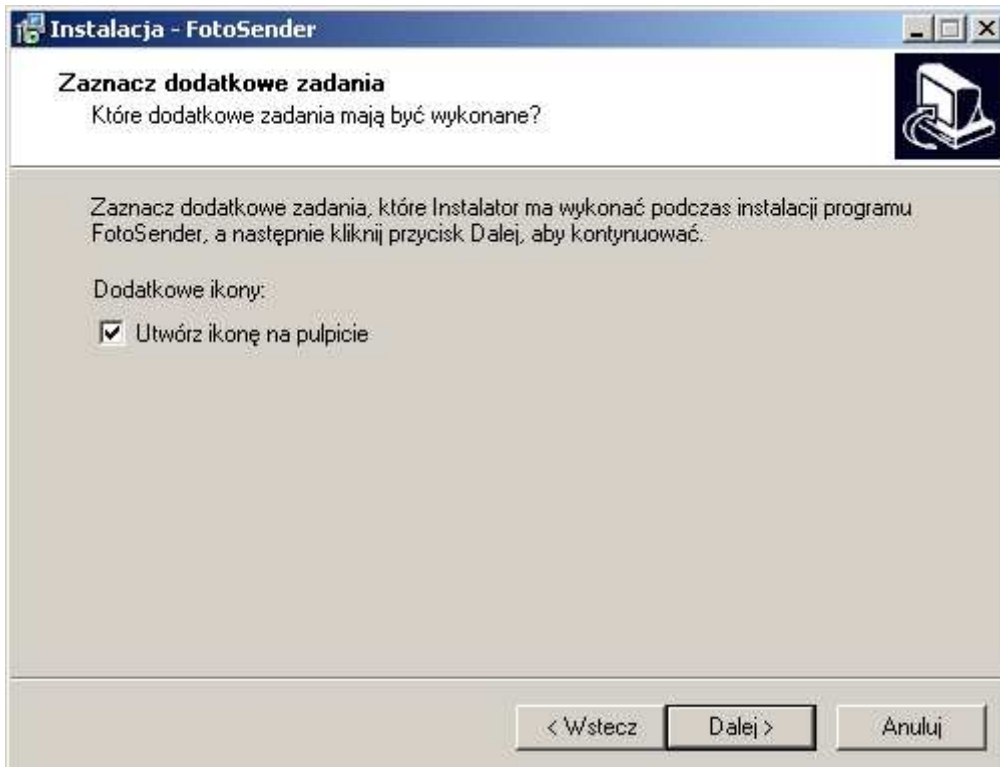 Instalacja - FotoSender
Zaznacz dodatkowe zadania
Które dodatkowe zadania mają być wykonane?
Zaznacz dodatkowe zadania, które Instalator ma wykonać podczas instalacji programu
FotoSender, a następnie kliknij przycisk Dalej, aby kontynuować.
Dodatkowe ikony:
Utwórz ikonę na pulpicie
< Wstecz Dalej > Anuluj